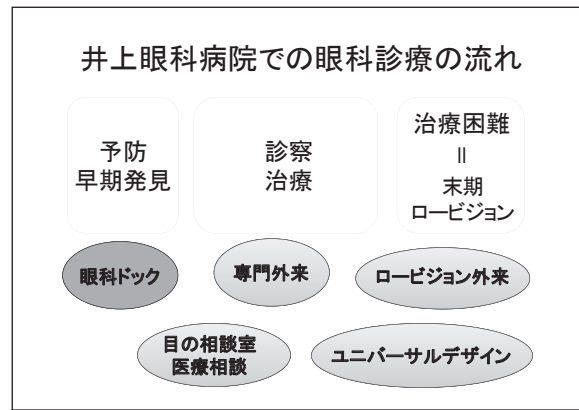 井上眼科病院での眼科診療の流れ
予防
早期発見
診察
治療
治療困難
॥
末期
ロービジョン
眼科ドック
専門外来
ロービジョン外来
目の相談室
医療相談
ユニバーサルデザイン